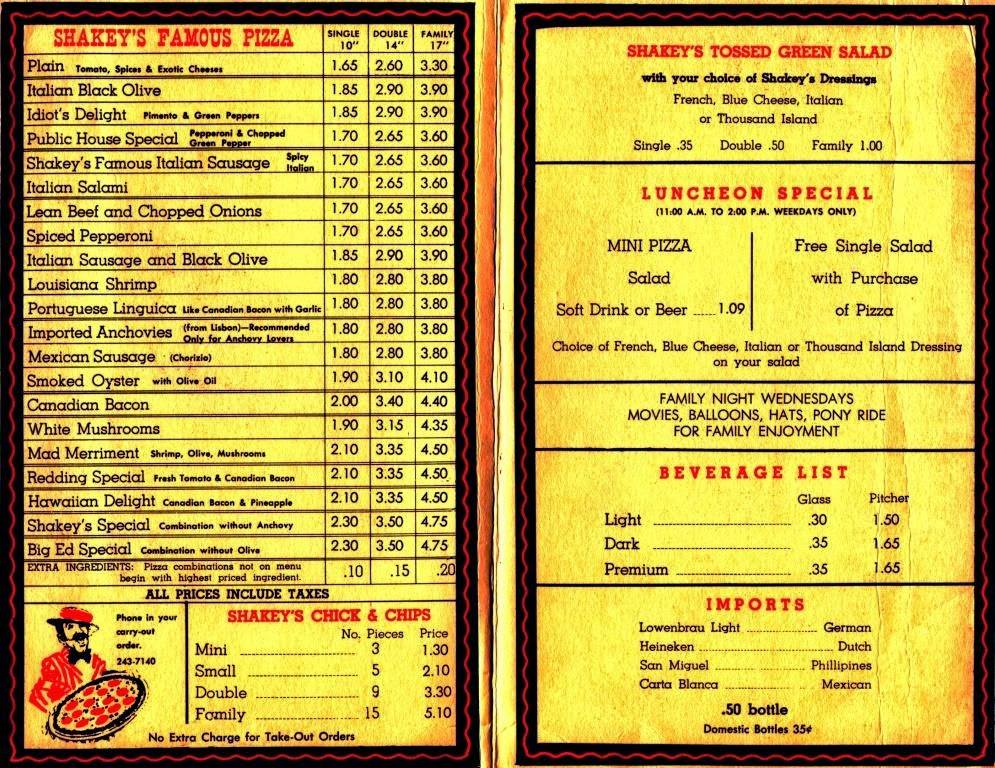 SHAKEY'S FAMOUS PIZZA SINGLE 10" DOUBLE 14" FAMILY 17"
Plain Tomato, Spices & Exotic Cheeses 1.65 2.60 3.30
Italian Black Olive 1.85 2.90 3.90
Idiot's Delight Pimento & Green Peppers 1.85 2.90 3.90
Public House Special Pepperoni & Chopped Green Pepper 1.70 2.65 3.60
Shakey's Famous Italian Sausage Spicy Italian 1.70 2.65 3.60
Italian Salami 1.70 2.65 3.60
Lean Beef and Chopped Onions 1.70 2.65 3.60
Spiced Pepperoni 1.70 2.65 3.60
Italian Sausage and Black Olive 1.85 2.90 3.90
Louisiana Shrimp 1.80 2.80 3.80
Portuguese Linguica Like Canadian Bacon with Garlic 1.80 2.80 3.80
Imported Anchovies (from Lisbon)—Recommended Only for Anchovy Lovers 1.80 2.80 3.80
Mexican Sausage (Chorizio) 1.80 2.80 3.80
Smoked Oyster with Olive Oil 1.90 3.10 4.10
Canadian Bacon 2.00 3.40 4.40
White Mushrooms 1.90 3.15 4.35
Mad Merriment Shrimp, Olive, Mushrooms 2.10 3.35 4.50
Redding Special Fresh Tomato & Canadian Bacon 2.10 3.35 4.50
Hawaiian Delight Canadian Bacon & Pineapple 2.10 3.35 4.50
Shakey's Special Combination without Anchovy 2.30 3.50 4.75
Big Ed Special Combination without Olive 2.30 3.50 4.75
EXTRA INGREDIENTS: Pizza combinations not on menu
begin with highest priced ingredient. .10 .15 .20
ALL PRICES INCLUDE TAXES
Phone in your
carry-out
order.
243-7140
SHAKEY'S CHICK & CHIPS
No. Pieces Price
Mini 3 1.30
Small 5 2.10
Double 9 3.30
Family 15 5.10
No Extra Charge for Take-Out Orders
SHAKEY'S TOSSED GREEN SALAD
with your choice of Shakey's Dressings
French, Blue Cheese, Italian
or Thousand Island
Single .35 Double .50 Family 1.00
LUNCHEON SPECIAL
(11:00 A.M. TO 2:00 P.M. WEEKDAYS ONLY)
MINI PIZZA
Salad
Soft Drink or Beer 1.09
Free Single Salad
with Purchase
of Pizza
Choice of French, Blue Cheese, Italian or Thousand Island Dressing
on your salad
FAMILY NIGHT WEDNESDAYS
MOVIES, BALLOONS, HATS, PONY RIDE
FOR FAMILY ENJOYMENT
BEVERAGE LIST
Glass Pitcher
Light .30 1.50
Dark .35 1.65
Premium .35 1.65
IMPORTS
Lowenbrau Light German
Heineken Dutch
San Miguel Phillipines
Carta Blanca Mexican
.50 bottle
Domestic Bottles 35¢